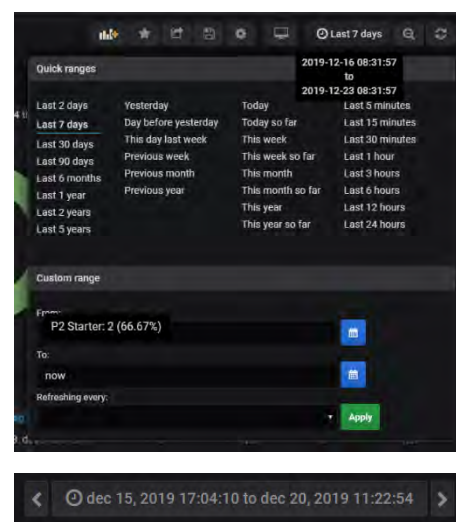 Last 7 days
2019-12-16 08:31:57
to
2019-12-23 08:31:57
Quick ranges
Last 2 days Yesterday Today Last 5 minutes
Last 7 days Day before yesterday Today so far Last 15 minutes
Last 30 days This day last week This week Last 30 minutes
Last 90 days Previous week This week so far Last 1 hour
Last 6 months Previous month This month Last 3 hours
Last 1 year Previous year This month so far Last 6 hours
Last 2 years This year Last 12 hours
Last 5 years This year so far Last 24 hours
Custom range
From:
P2 Starter: 2 (66.67%)
To:
now
Refreshing every:
Apply
dec 15, 2019 17:04:10 to dec 20, 2019 11:22:54